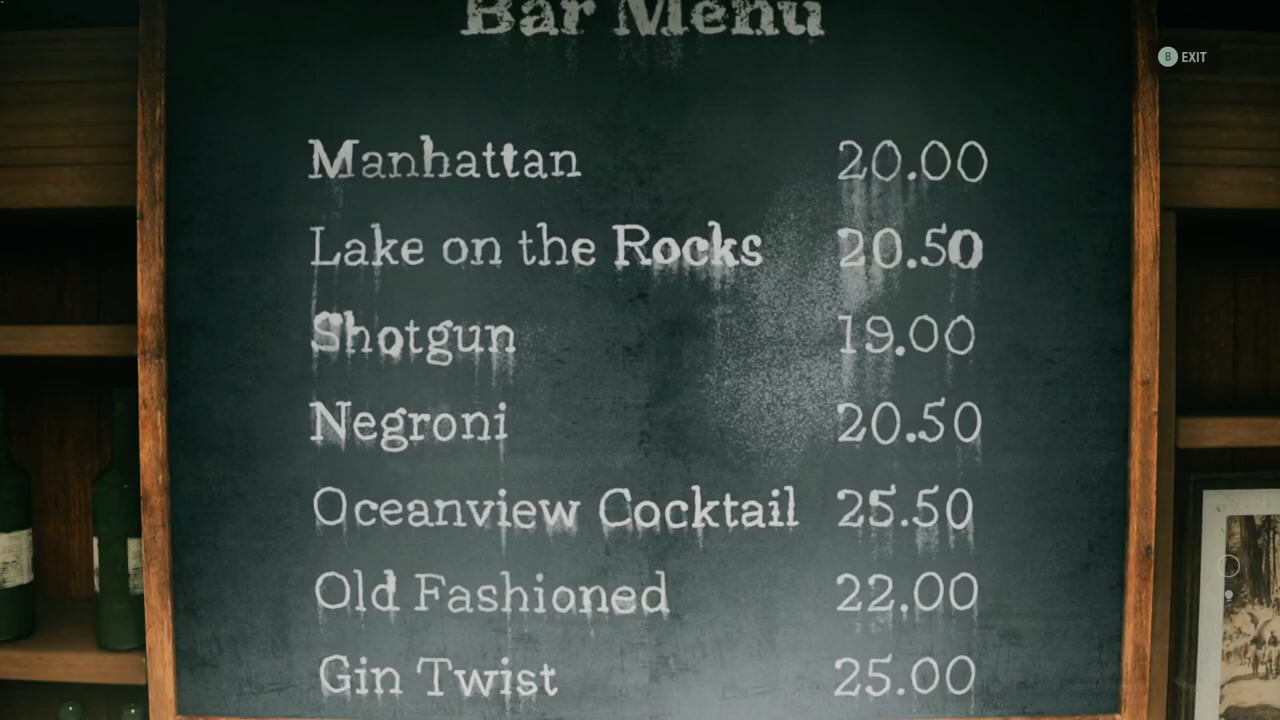 Bar Menu
B EXIT
Manhattan 20.00
Lake on the Rocks 20.50
Shotgun 19.00
Negroni 20.50
Oceanview Cocktail 25.50
Old Fashioned 22.00
Gin Twist 25.00